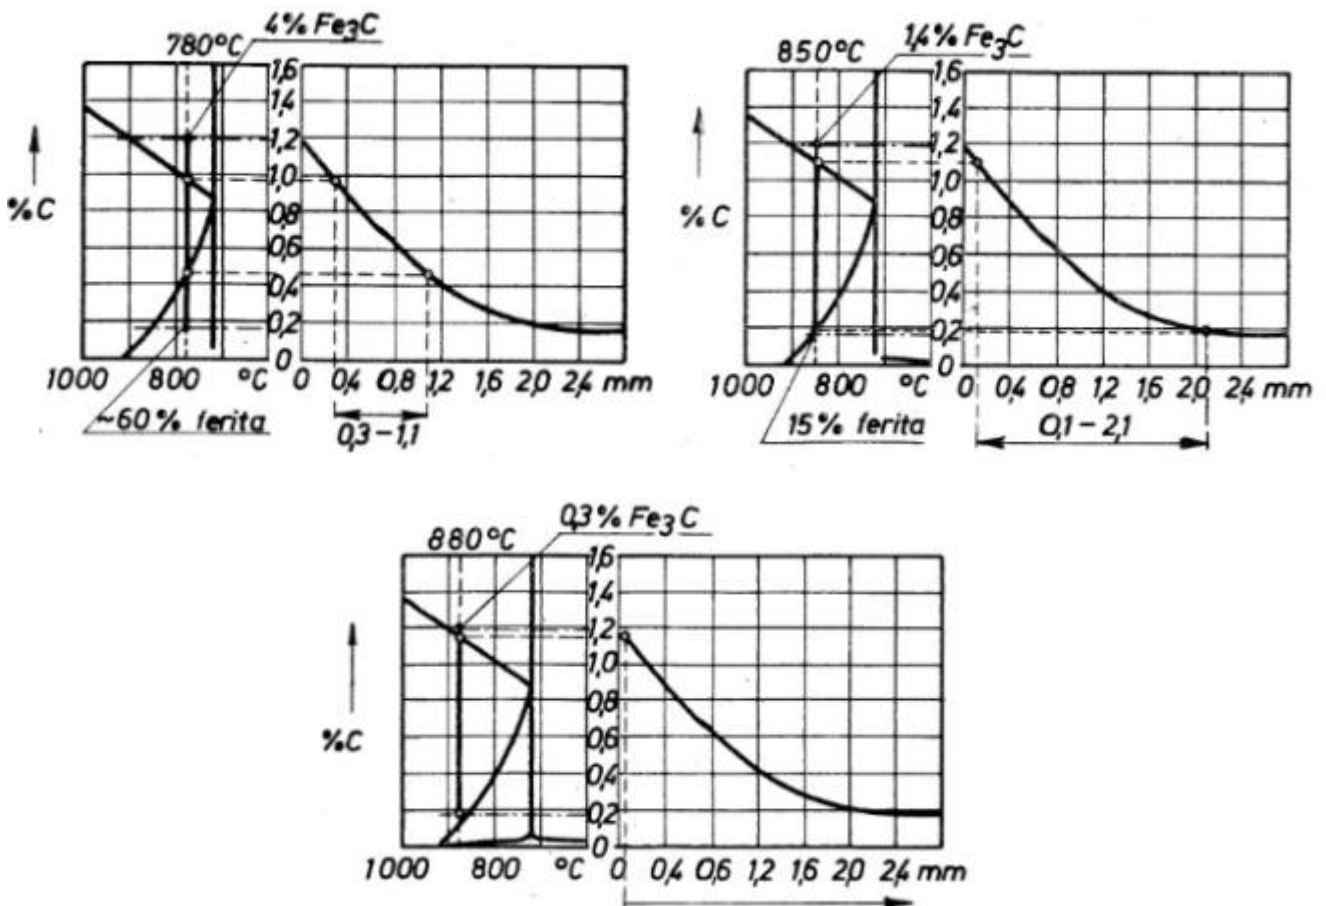 4% Fe3C
780°C
1,6
1,4
1,2
1,0
0,8
0,6
0,4
0,2
0
%C
1000 800 °C 0 0,4 0,8 1,2 1,6 2,0 2,4 mm
~60% ferita
0,3-1,1
1,4% Fe3C
850°C
1,6
1,4
1,2
1,0
0,8
0,6
0,4
0,2
0
%C
1000 800 °C 0 0,4 0,8 1,2 1,6 2,0 2,4 mm
15% ferita
0,1-2,1
0,3% Fe3C
880°C
1,6
1,4
1,2
1,0
0,8
0,6
0,4
0,2
0
%C
1000 800 °C 0 0,4 0,6 1,2 1,6 2,0 2,4 mm